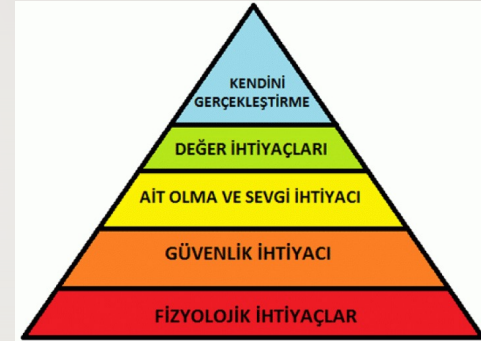 KENDİNİ
GERÇEKLEŞTİRME
DEĞER İHTİYAÇLARI
AİT OLMA VE SEVGİ İHTİYACI
GÜVENLİK İHTİYACI
FİZYOLOJİK İHTİYAÇLAR